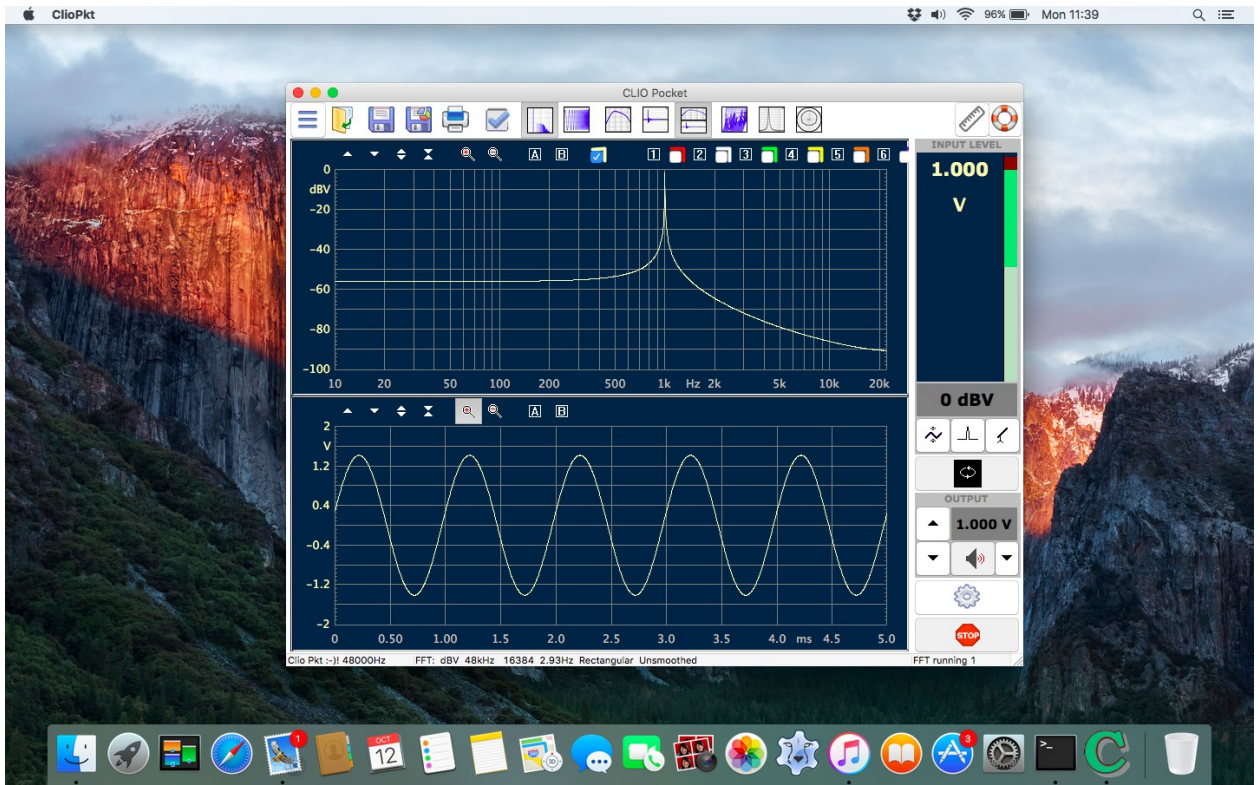 ClioPkt 96% Mon 11:39
CLIO Pocket
A B 1 2 3 4 5 6
INPUT LEVEL
1.000
V
0
dBV
-20
-40
-60
-80
-100
10 20 50 100 200 500 1k Hz 2k 5k 10k 20k
0 dBV
A B
2
V
1.2
0.4
-0.4
-1.2
-2
0 0.50 1.00 1.5 2.0 2.5 3.0 3.5 4.0 ms 4.5 5.0
OUTPUT
1.000 V
STOP
Clio Pkt :-)! 48000Hz FFT: dBV 48kHz 16384 2.93Hz Rectangular Unsmoothed FFT running 1
1 OCT 3D 3 >_
12